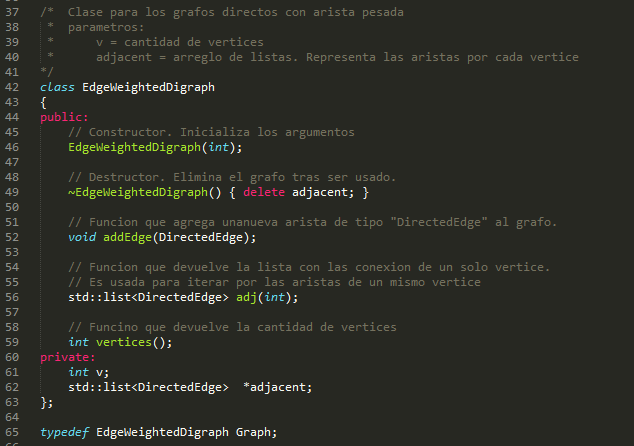 37 /*  Clase para los grafos directos con arista pesada
38  *  parametros:
39  *      v = cantidad de vertices
40  *      adjacent = arreglo de listas. Representa las aristas por cada vertice
41 */
42 class EdgeWeightedDigraph
43 {
44 public:
45     // Constructor. Inicializa los argumentos
46     EdgeWeightedDigraph(int);
47
48     // Destructor. Elimina el grafo tras ser usado.
49     ~EdgeWeightedDigraph() { delete adjacent; }
50
51     // Funcion que agrega unanueva arista de tipo "DirectedEdge" al grafo.
52     void addEdge(DirectedEdge);
53
54     // Funcion que devuelve la lista con las conexion de un solo vertice.
55     // Es usada para iterar por las aristas de un mismo vertice
56     std::list<DirectedEdge> adj(int);
57
58     // Funcino que devuelve la cantidad de vertices
59     int vertices();
60 private:
61     int v;
62     std::list<DirectedEdge>  *adjacent;
63 };
64
65 typedef EdgeWeightedDigraph Graph;